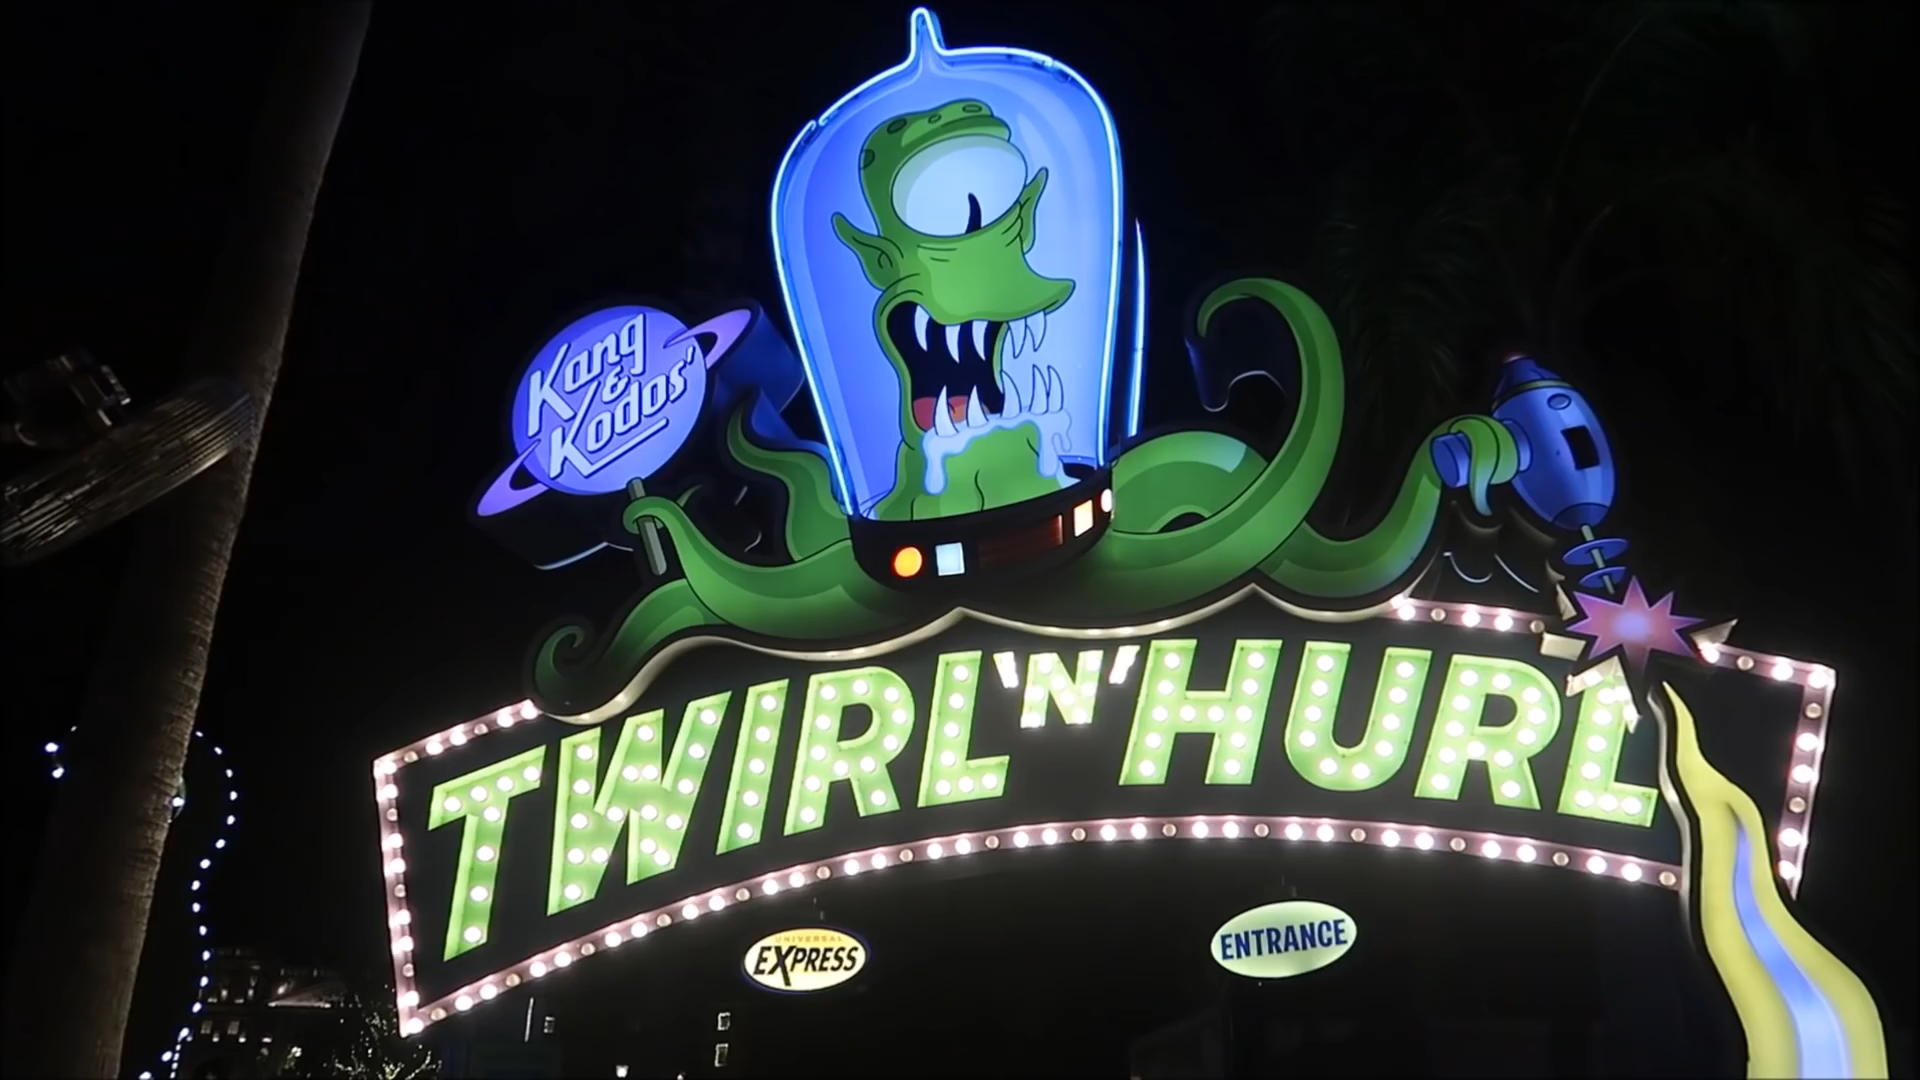 Kang
&
Kodos'
TWIRL 'N' HURL
UNIVERSAL
EXPRESS
ENTRANCE